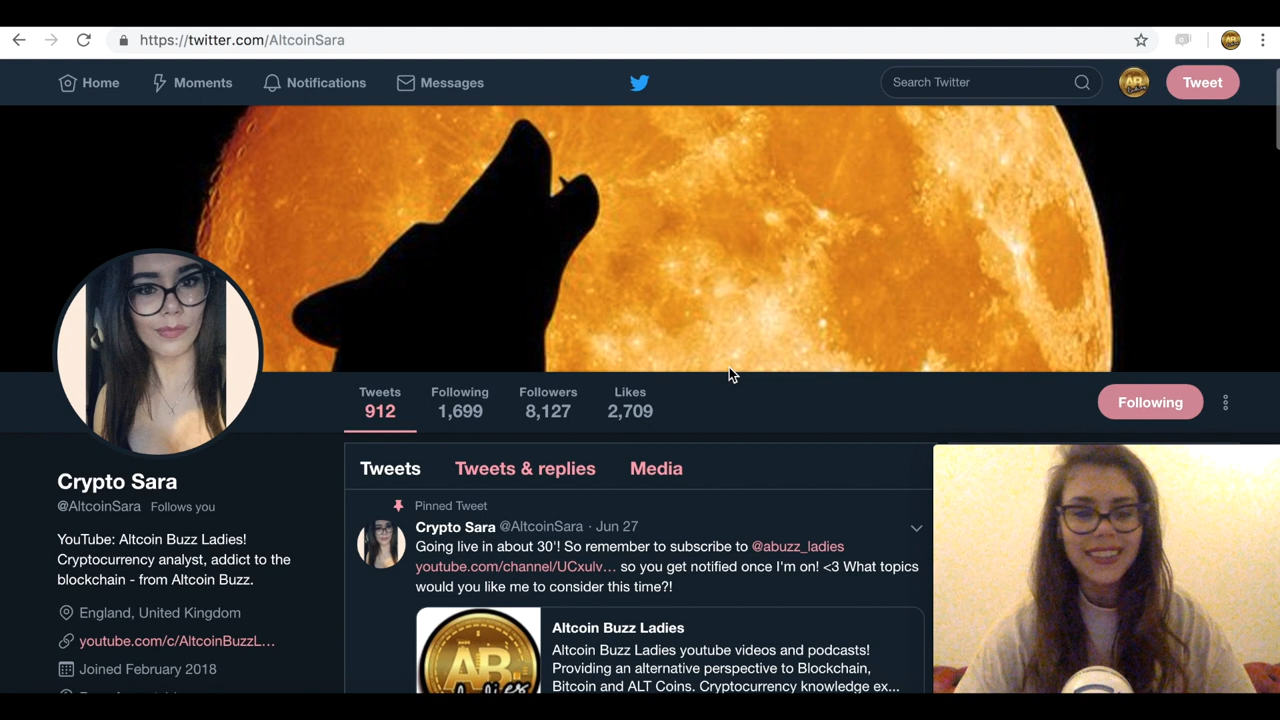 https://twitter.com/AltcoinSara
Home Moments Notifications Messages Search Twitter Tweet
Tweets Following Followers Likes
912 1,699 8,127 2,709
Following
Crypto Sara
@AltcoinSara Follows you
YouTube: Altcoin Buzz Ladies!
Cryptocurrency analyst, addict to the
blockchain - from Altcoin Buzz.
England, United Kingdom
youtube.com/c/AltcoinBuzzL…
Joined February 2018
Tweets Tweets & replies Media
Pinned Tweet
Crypto Sara @AltcoinSara · Jun 27
Going live in about 30'! So remember to subscribe to @abuzz_ladies
youtube.com/channel/UCxulv… so you get notified once I'm on! <3 What topics
would you like me to consider this time?!
AB
Ladies
Altcoin Buzz Ladies
Altcoin Buzz Ladies youtube videos and podcasts!
Providing an alternative perspective to Blockchain,
Bitcoin and ALT Coins. Cryptocurrency knowledge ex...